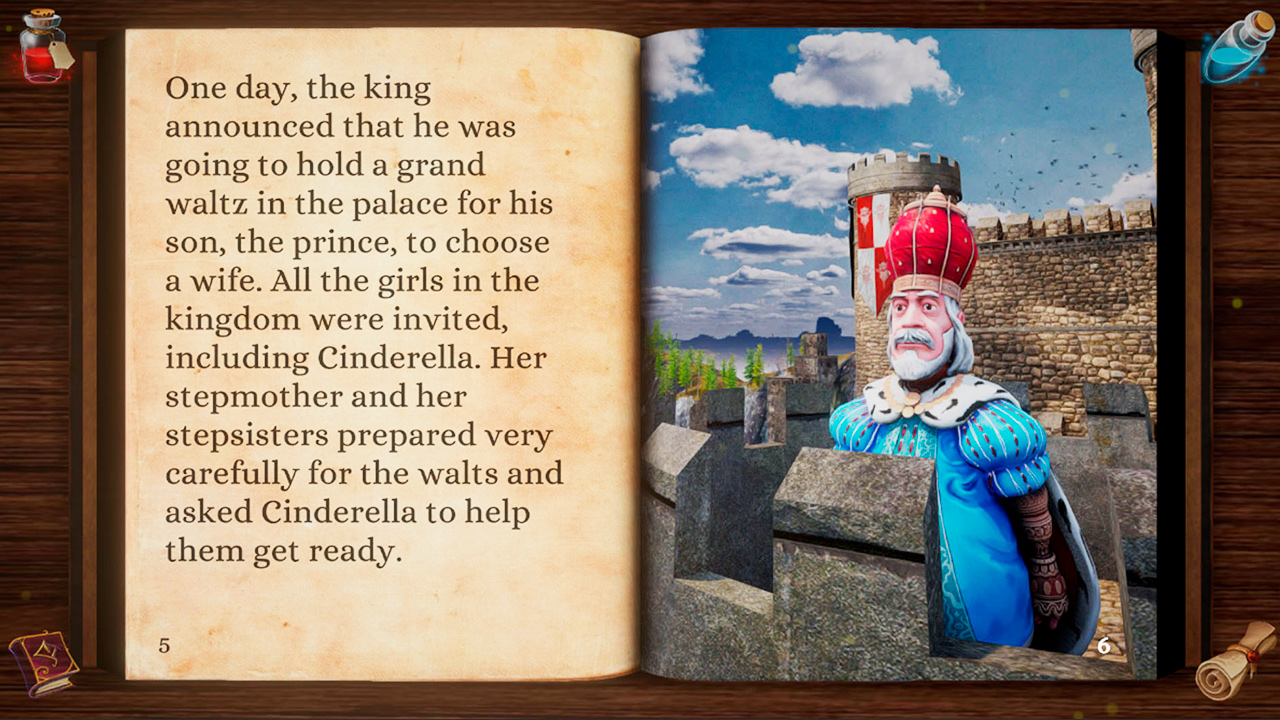 One day, the king
announced that he was
going to hold a grand
waltz in the palace for his
son, the prince, to choose
a wife. All the girls in the
kingdom were invited,
including Cinderella. Her
stepmother and her
stepsisters prepared very
carefully for the walts and
asked Cinderella to help
them get ready.
5
6